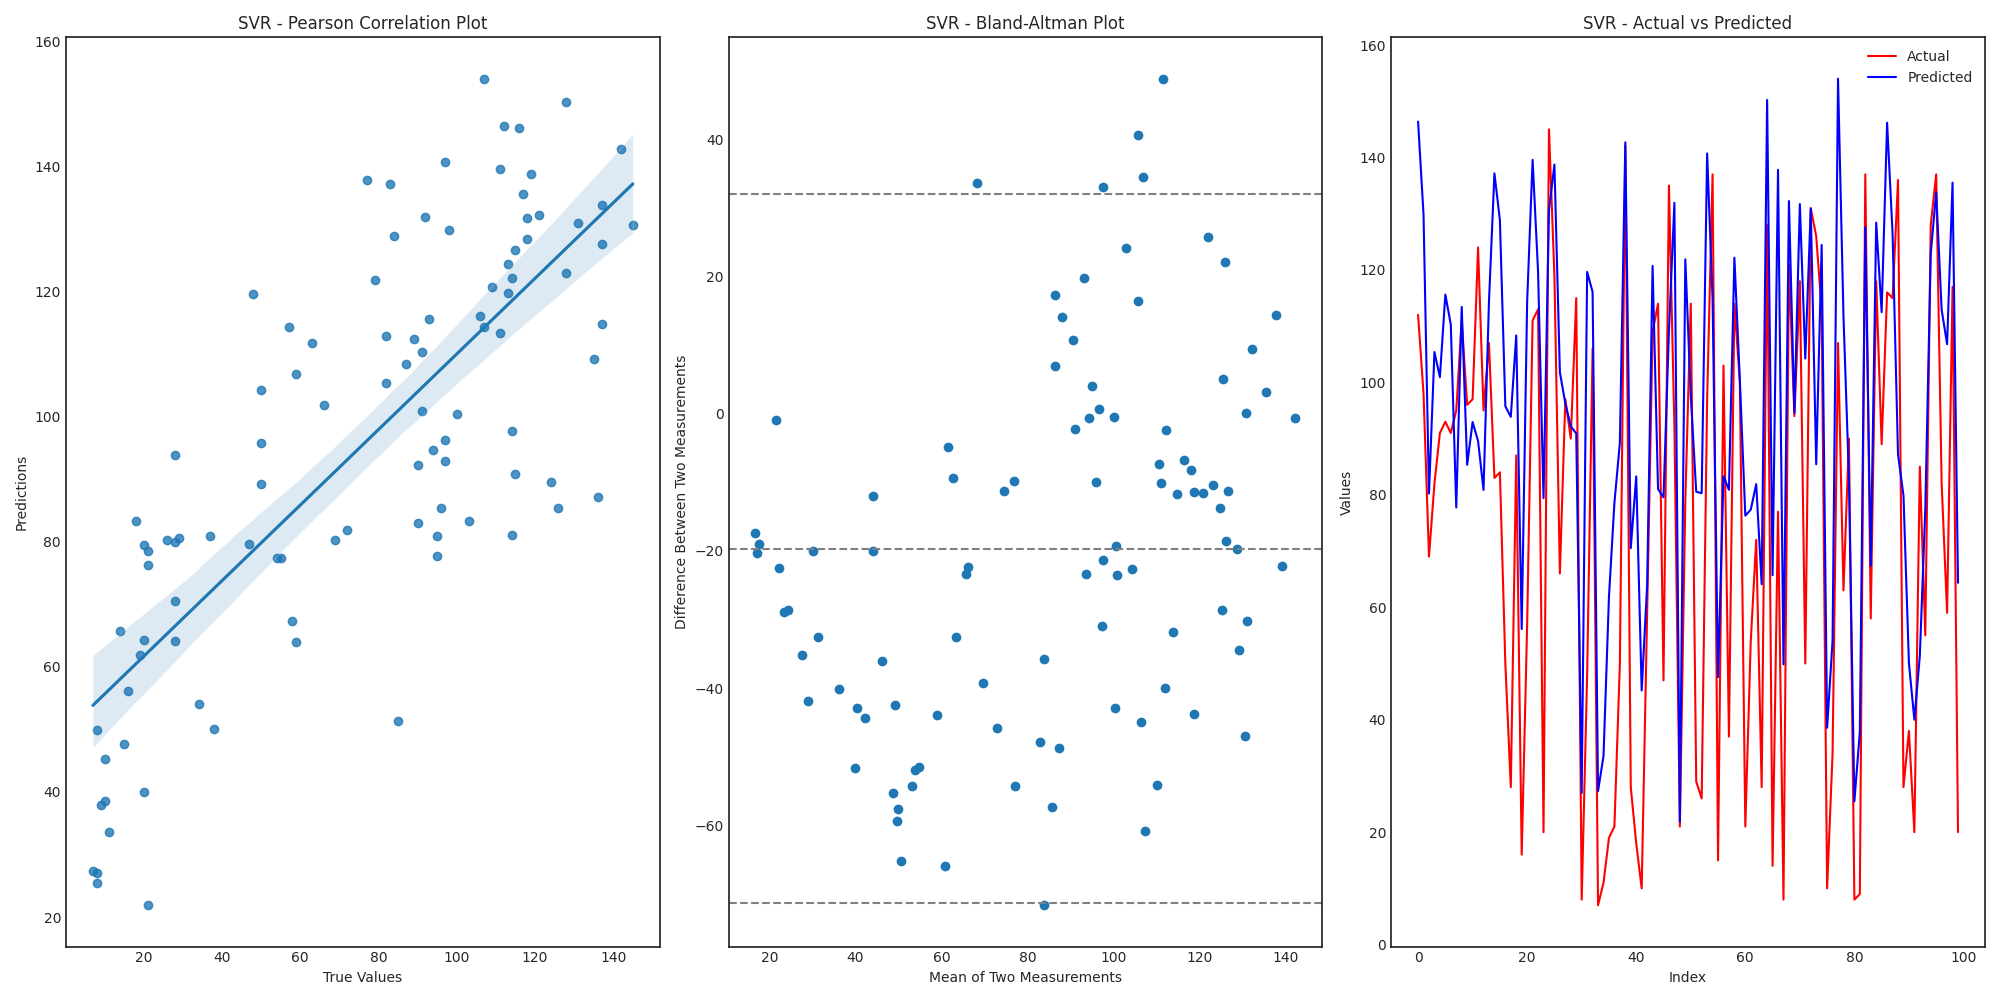 SVR - Pearson Correlation Plot
160
140
120
100
80
60
40
20
Predictions
20 40 60 80 100 120 140
True Values
SVR - Bland-Altman Plot
40
20
0
−20
−40
−60
Difference Between Two Measurements
20 40 60 80 100 120 140
Mean of Two Measurements
SVR - Actual vs Predicted
Actual
Predicted
160
140
120
100
80
60
40
20
0
Values
0 20 40 60 80 100
Index